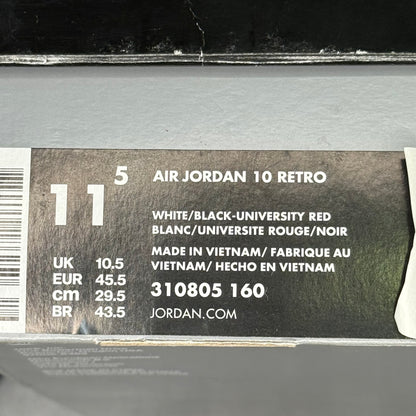 11 5
AIR JORDAN 10 RETRO
WHITE/BLACK-UNIVERSITY RED
BLANC/UNIVERSITE ROUGE/NOIR
MADE IN VIETNAM/ FABRIQUE AU
VIETNAM/ HECHO EN VIETNAM
310805 160
JORDAN.COM
UK 10.5
EUR 45.5
cm 29.5
BR 43.5